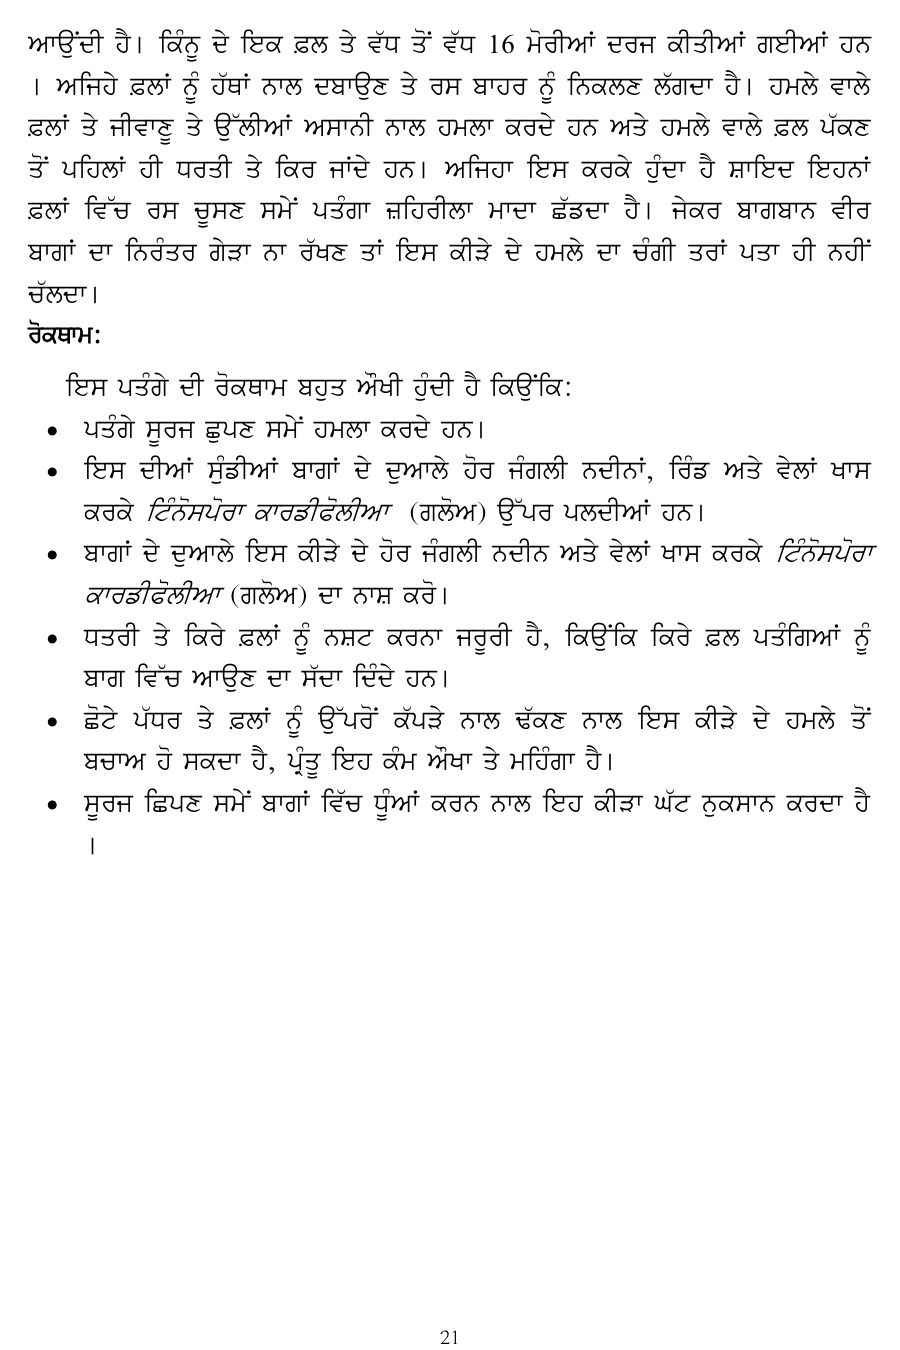 ਆਉਂਦੀ ਹੈ। ਕਿੰਨੂ ਦੇ ਇਕ ਫ਼ਲ ਤੇ ਵੱਧ ਤੋਂ ਵੱਧ 16 ਮੋਰੀਆਂ ਦਰਜ ਕੀਤੀਆਂ ਗਈਆਂ ਹਨ
। ਅਜਿਹੇ ਫ਼ਲਾਂ ਨੂੰ ਹੱਥਾਂ ਨਾਲ ਦਬਾਉਣ ਤੇ ਰਸ ਬਾਹਰ ਨੂੰ ਨਿਕਲਣ ਲੱਗਦਾ ਹੈ। ਹਮਲੇ ਵਾਲੇ
ਫ਼ਲਾਂ ਤੇ ਜੀਵਾਣੂ ਤੇ ਉੱਲੀਆਂ ਅਸਾਨੀ ਨਾਲ ਹਮਲਾ ਕਰਦੇ ਹਨ ਅਤੇ ਹਮਲੇ ਵਾਲੇ ਫ਼ਲ ਪੱਕਣ
ਤੋਂ ਪਹਿਲਾਂ ਹੀ ਧਰਤੀ ਤੇ ਕਿਰ ਜਾਂਦੇ ਹਨ। ਅਜਿਹਾ ਇਸ ਕਰਕੇ ਹੁੰਦਾ ਹੈ ਸ਼ਾਇਦ ਇਹਨਾਂ
ਫ਼ਲਾਂ ਵਿੱਚ ਰਸ ਚੂਸਣ ਸਮੇਂ ਪਤੰਗਾ ਜ਼ਹਿਰੀਲਾ ਮਾਦਾ ਛੱਡਦਾ ਹੈ। ਜੇਕਰ ਬਾਗਬਾਨ ਵੀਰ
ਬਾਗਾਂ ਦਾ ਨਿਰੰਤਰ ਗੇੜਾ ਨਾ ਰੱਖਣ ਤਾਂ ਇਸ ਕੀੜੇ ਦੇ ਹਮਲੇ ਦਾ ਚੰਗੀ ਤਰਾਂ ਪਤਾ ਹੀ ਨਹੀਂ
ਚੱਲਦਾ।
ਰੋਕਥਾਮ:
ਇਸ ਪਤੰਗੇ ਦੀ ਰੋਕਥਾਮ ਬਹੁਤ ਔਖੀ ਹੁੰਦੀ ਹੈ ਕਿਉਂਕਿ:
• ਪਤੰਗੇ ਸੂਰਜ ਛੁਪਣ ਸਮੇਂ ਹਮਲਾ ਕਰਦੇ ਹਨ।
• ਇਸ ਦੀਆਂ ਸੁੰਡੀਆਂ ਬਾਗਾਂ ਦੇ ਦੁਆਲੇ ਹੋਰ ਜੰਗਲੀ ਨਦੀਨਾਂ, ਰਿੰਡ ਅਤੇ ਵੇਲਾਂ ਖਾਸ
ਕਰਕੇ ਟਿੰਨੋਸਪੋਰਾ ਕਾਰਡੀਫੋਲੀਆ (ਗਲੋਅ) ਉੱਪਰ ਪਲਦੀਆਂ ਹਨ।
• ਬਾਗਾਂ ਦੇ ਦੁਆਲੇ ਇਸ ਕੀੜੇ ਦੇ ਹੋਰ ਜੰਗਲੀ ਨਦੀਨ ਅਤੇ ਵੇਲਾਂ ਖਾਸ ਕਰਕੇ ਟਿੰਨੋਸਪੋਰਾ
ਕਾਰਡੀਫੋਲੀਆ (ਗਲੋਅ) ਦਾ ਨਾਸ਼ ਕਰੋ।
• ਧਤਰੀ ਤੇ ਕਿਰੇ ਫ਼ਲਾਂ ਨੂੰ ਨਸ਼ਟ ਕਰਨਾ ਜਰੂਰੀ ਹੈ, ਕਿਉਂਕਿ ਕਿਰੇ ਫ਼ਲ ਪਤੰਗਿਆਂ ਨੂੰ
ਬਾਗ ਵਿੱਚ ਆਉਣ ਦਾ ਸੱਦਾ ਦਿੰਦੇ ਹਨ।
• ਛੋਟੇ ਪੱਧਰ ਤੇ ਫ਼ਲਾਂ ਨੂੰ ਉੱਪਰੋਂ ਕੱਪੜੇ ਨਾਲ ਢੱਕਣ ਨਾਲ ਇਸ ਕੀੜੇ ਦੇ ਹਮਲੇ ਤੋਂ
ਬਚਾਅ ਹੋ ਸਕਦਾ ਹੈ, ਪ੍ਰੰਤੂ ਇਹ ਕੰਮ ਔਖਾ ਤੇ ਮਹਿੰਗਾ ਹੈ।
• ਸੂਰਜ ਛਿਪਣ ਸਮੇਂ ਬਾਗਾਂ ਵਿੱਚ ਧੂੰਆਂ ਕਰਨ ਨਾਲ ਇਹ ਕੀੜਾ ਘੱਟ ਨੁਕਸਾਨ ਕਰਦਾ ਹੈ
।
21